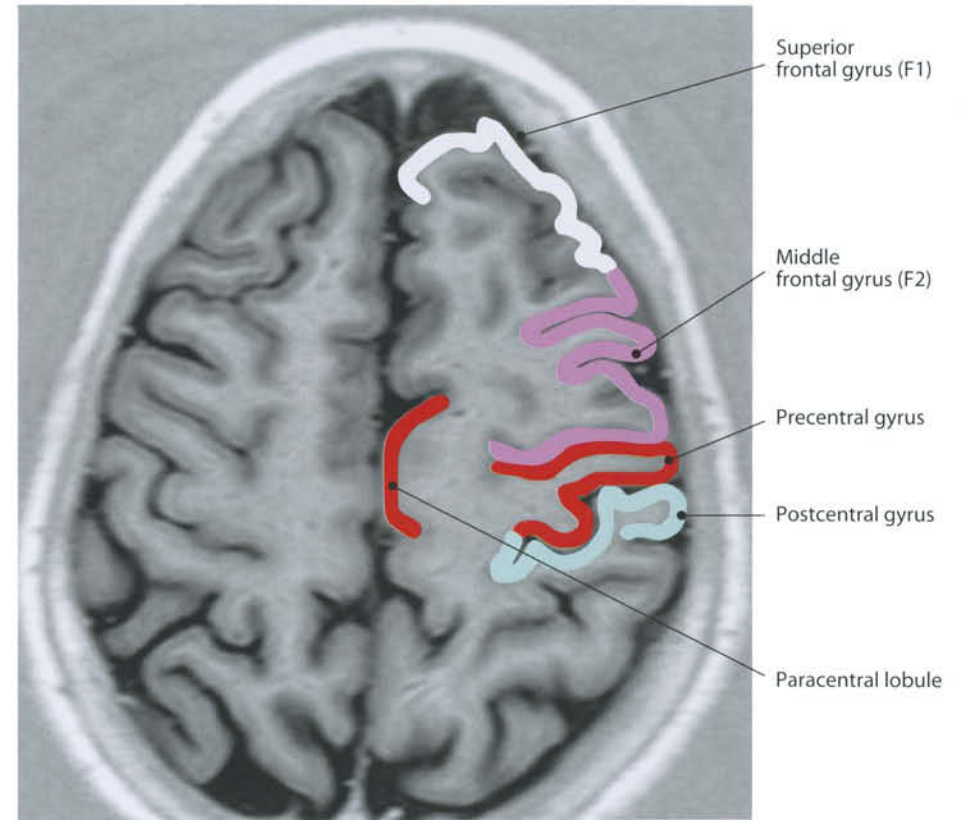 Superior
frontal gyrus (F1)
Middle
frontal gyrus (F2)
Precentral gyrus
Postcentral gyrus
Paracentral lobule